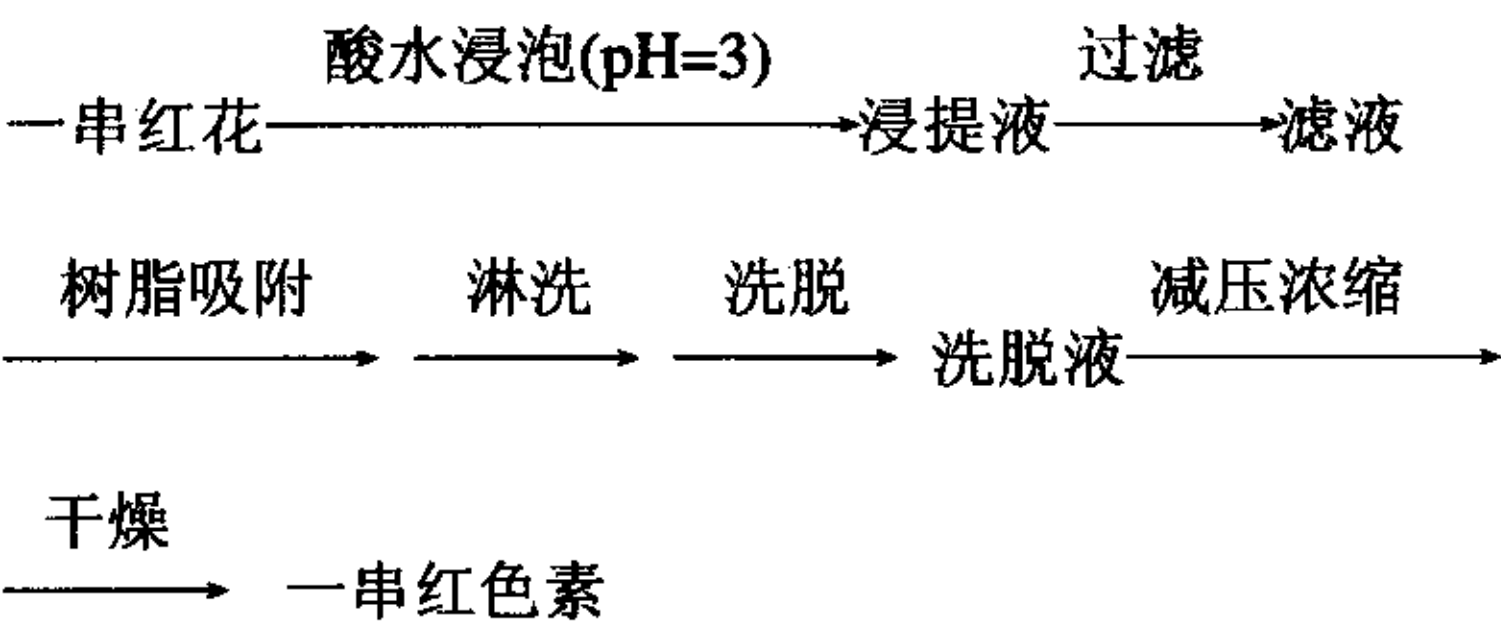 酸水浸泡(pH=3) 过滤
一串红花 浸提液 滤液
树脂吸附 淋洗 洗脱 减压浓缩
洗脱液
干燥
一串红色素